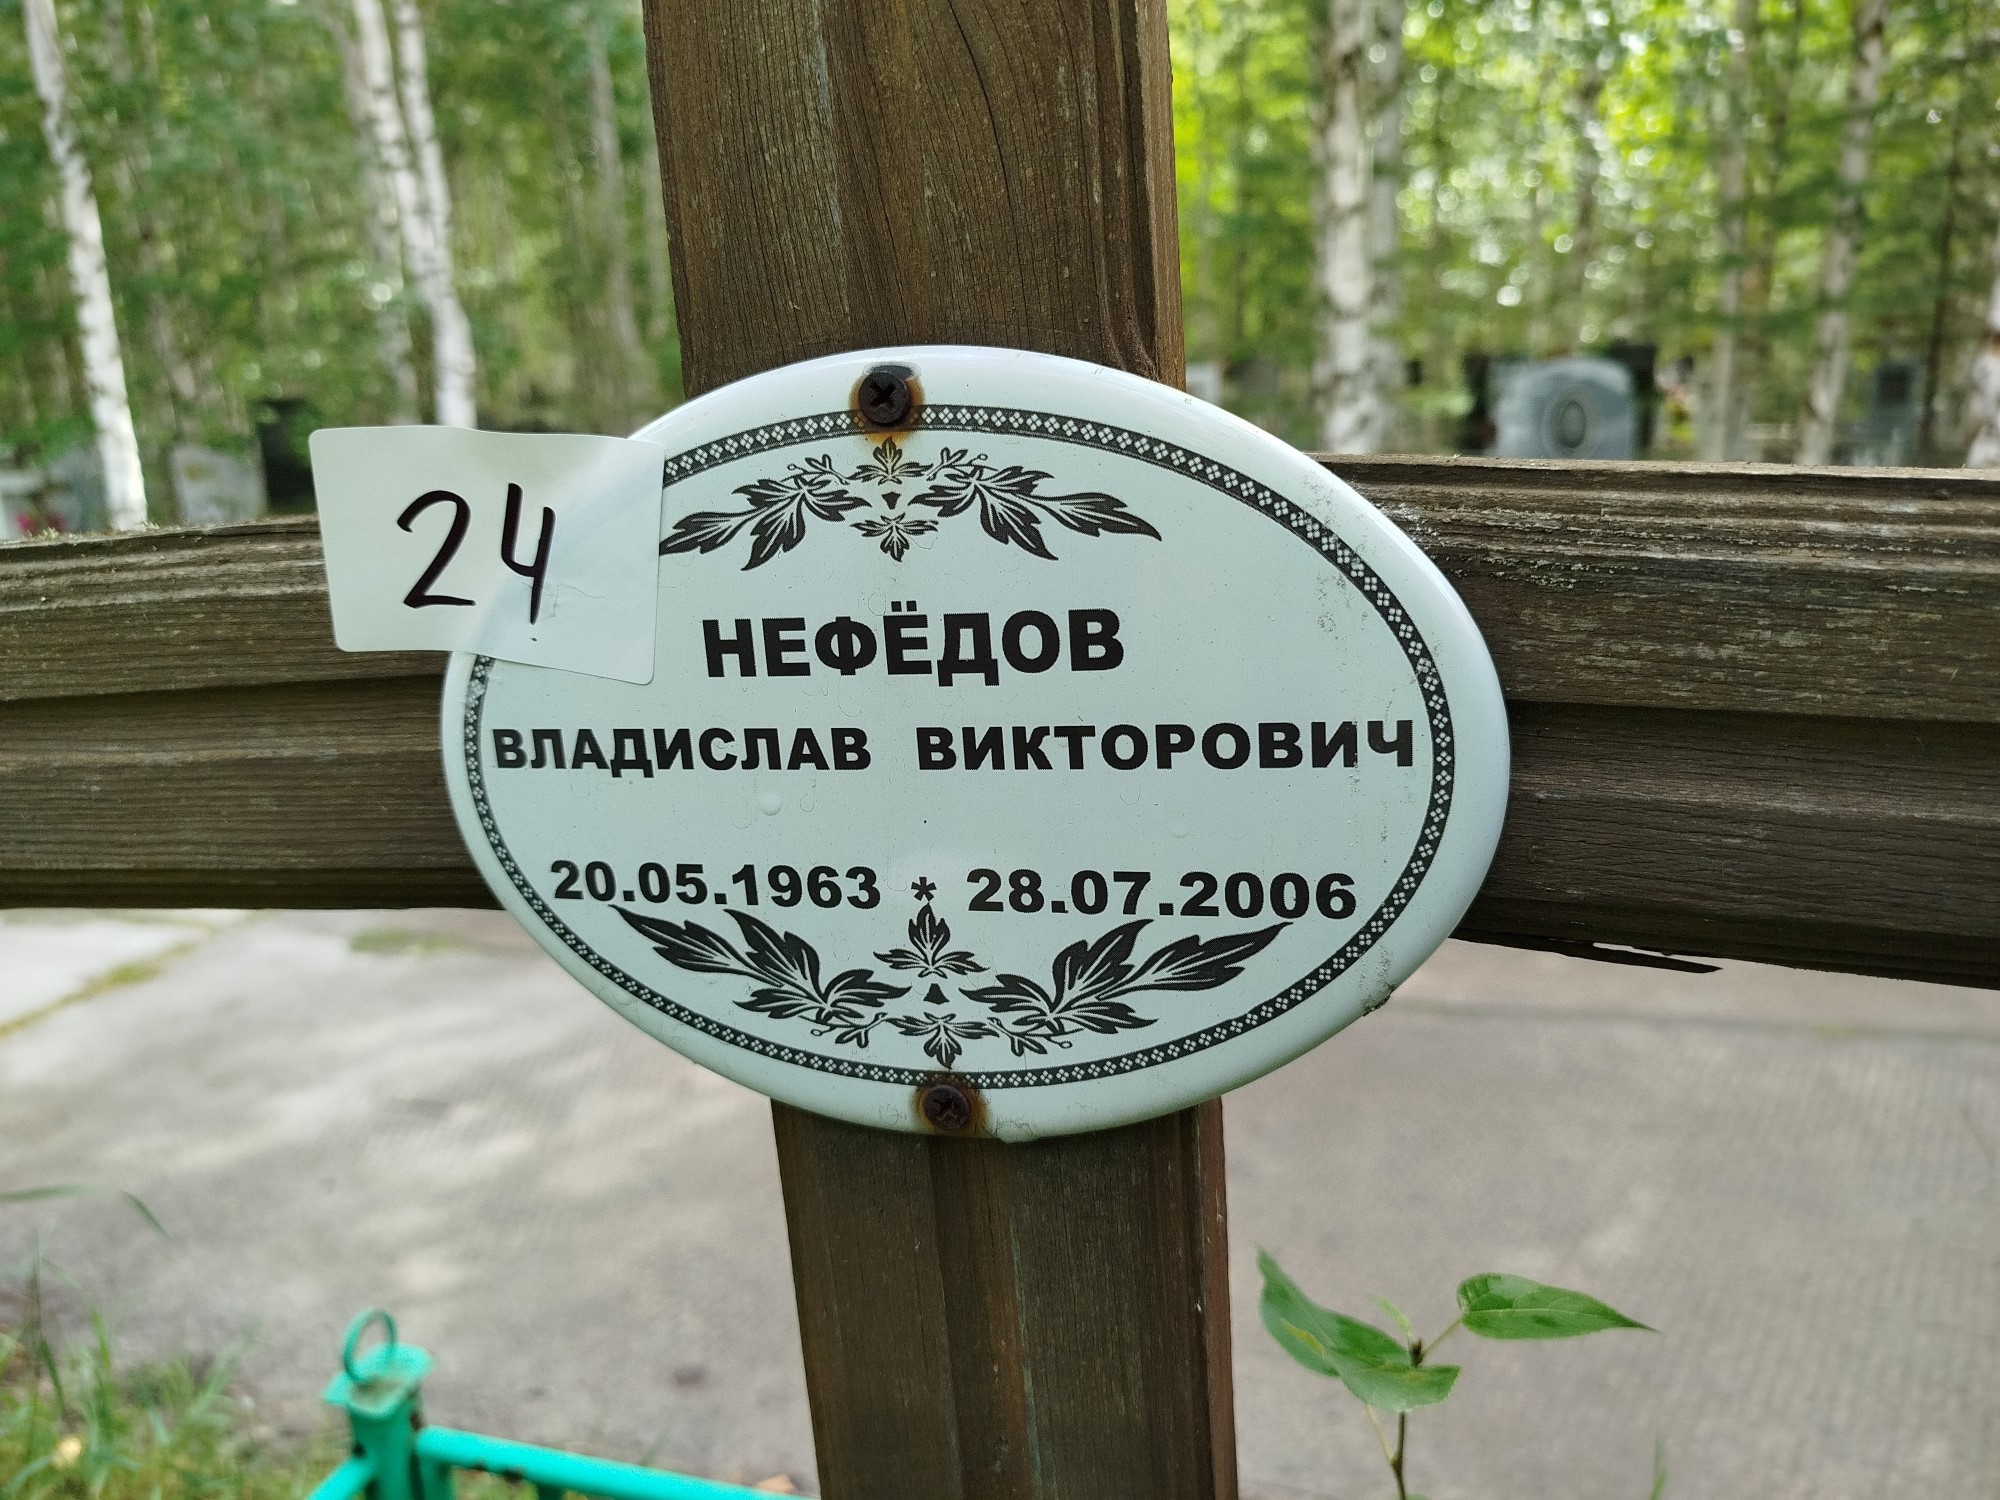 24
НЕФЁДОВ
ВЛАДИСЛАВ ВИКТОРОВИЧ
20.05.1963 * 28.07.2006